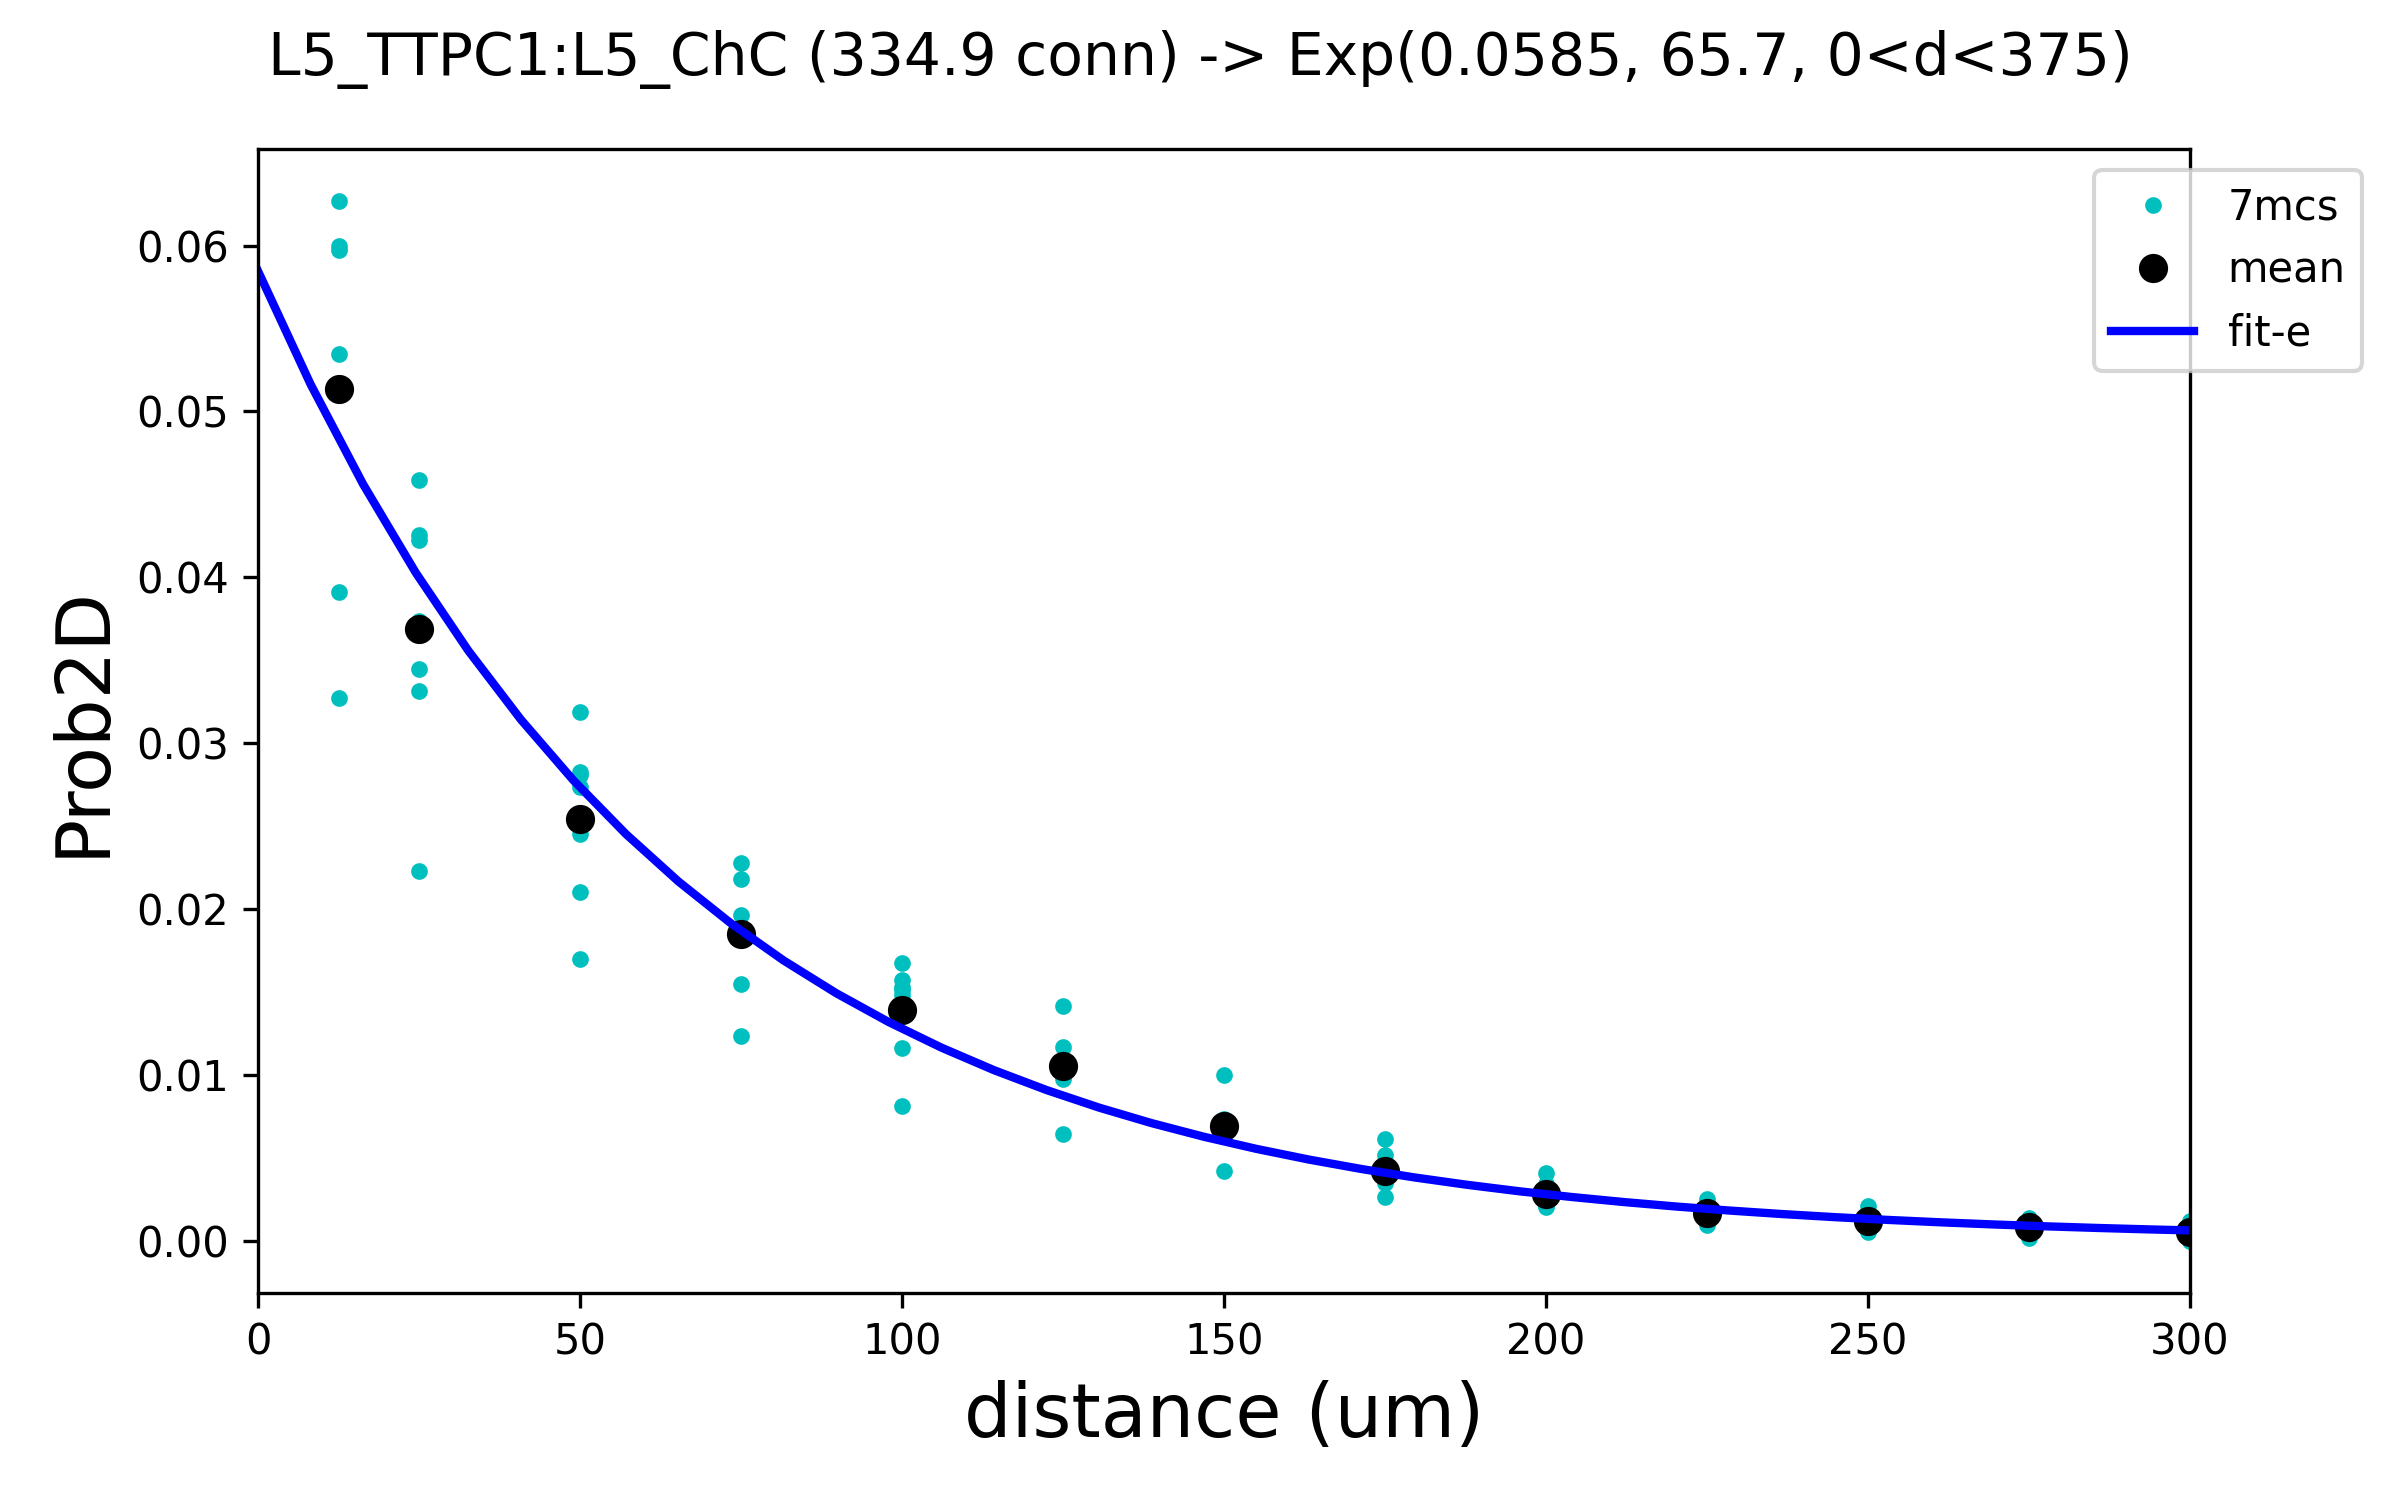 L5_TTPC1:L5_ChC (334.9 conn) -> Exp(0.0585, 65.7, 0<d<375)
7mcs
mean
fit-e
0.06
0.05
0.04
0.03
0.02
0.01
0.00
Prob2D
0 50 100 150 200 250 300
distance (um)